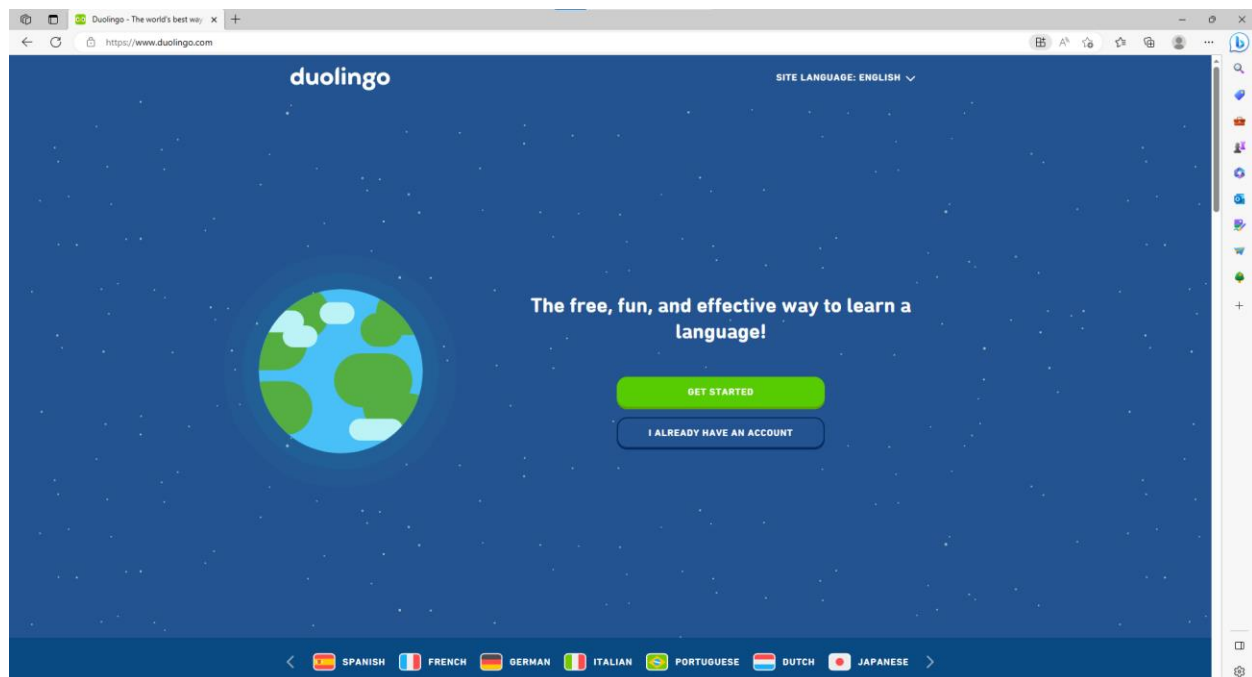 Duolingo - The world's best way
https://www.duolingo.com
duolingo
SITE LANGUAGE: ENGLISH
The free, fun, and effective way to learn a
language!
GET STARTED
I ALREADY HAVE AN ACCOUNT
SPANISH FRENCH GERMAN ITALIAN PORTUGUESE DUTCH JAPANESE